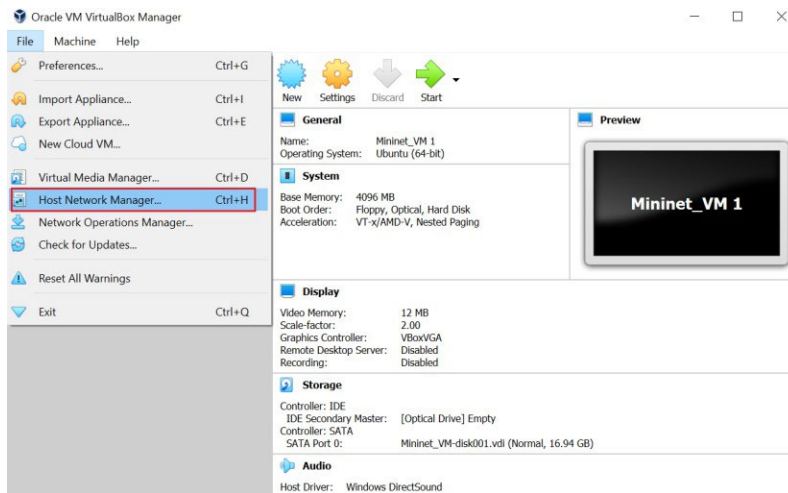 Oracle VM VirtualBox Manager
File Machine Help
Preferences... Ctrl+G
Import Appliance... Ctrl+I
Export Appliance... Ctrl+E
New Cloud VM...
Virtual Media Manager... Ctrl+D
Host Network Manager... Ctrl+H
Network Operations Manager...
Check for Updates...
Reset All Warnings
Exit Ctrl+Q
New Settings Discard Start
General
Name: Mininet_VM 1
Operating System: Ubuntu (64-bit)
System
Base Memory: 4096 MB
Boot Order: Floppy, Optical, Hard Disk
Acceleration: VT-x/AMD-V, Nested Paging
Preview
Mininet_VM 1
Display
Video Memory: 12 MB
Scale-factor: 2.00
Graphics Controller: VBoxVGA
Remote Desktop Server: Disabled
Recording: Disabled
Storage
Controller: IDE
IDE Secondary Master: [Optical Drive] Empty
Controller: SATA
SATA Port 0: Mininet_VM-disk001.vdi (Normal, 16.94 GB)
Audio
Host Driver: Windows DirectSound